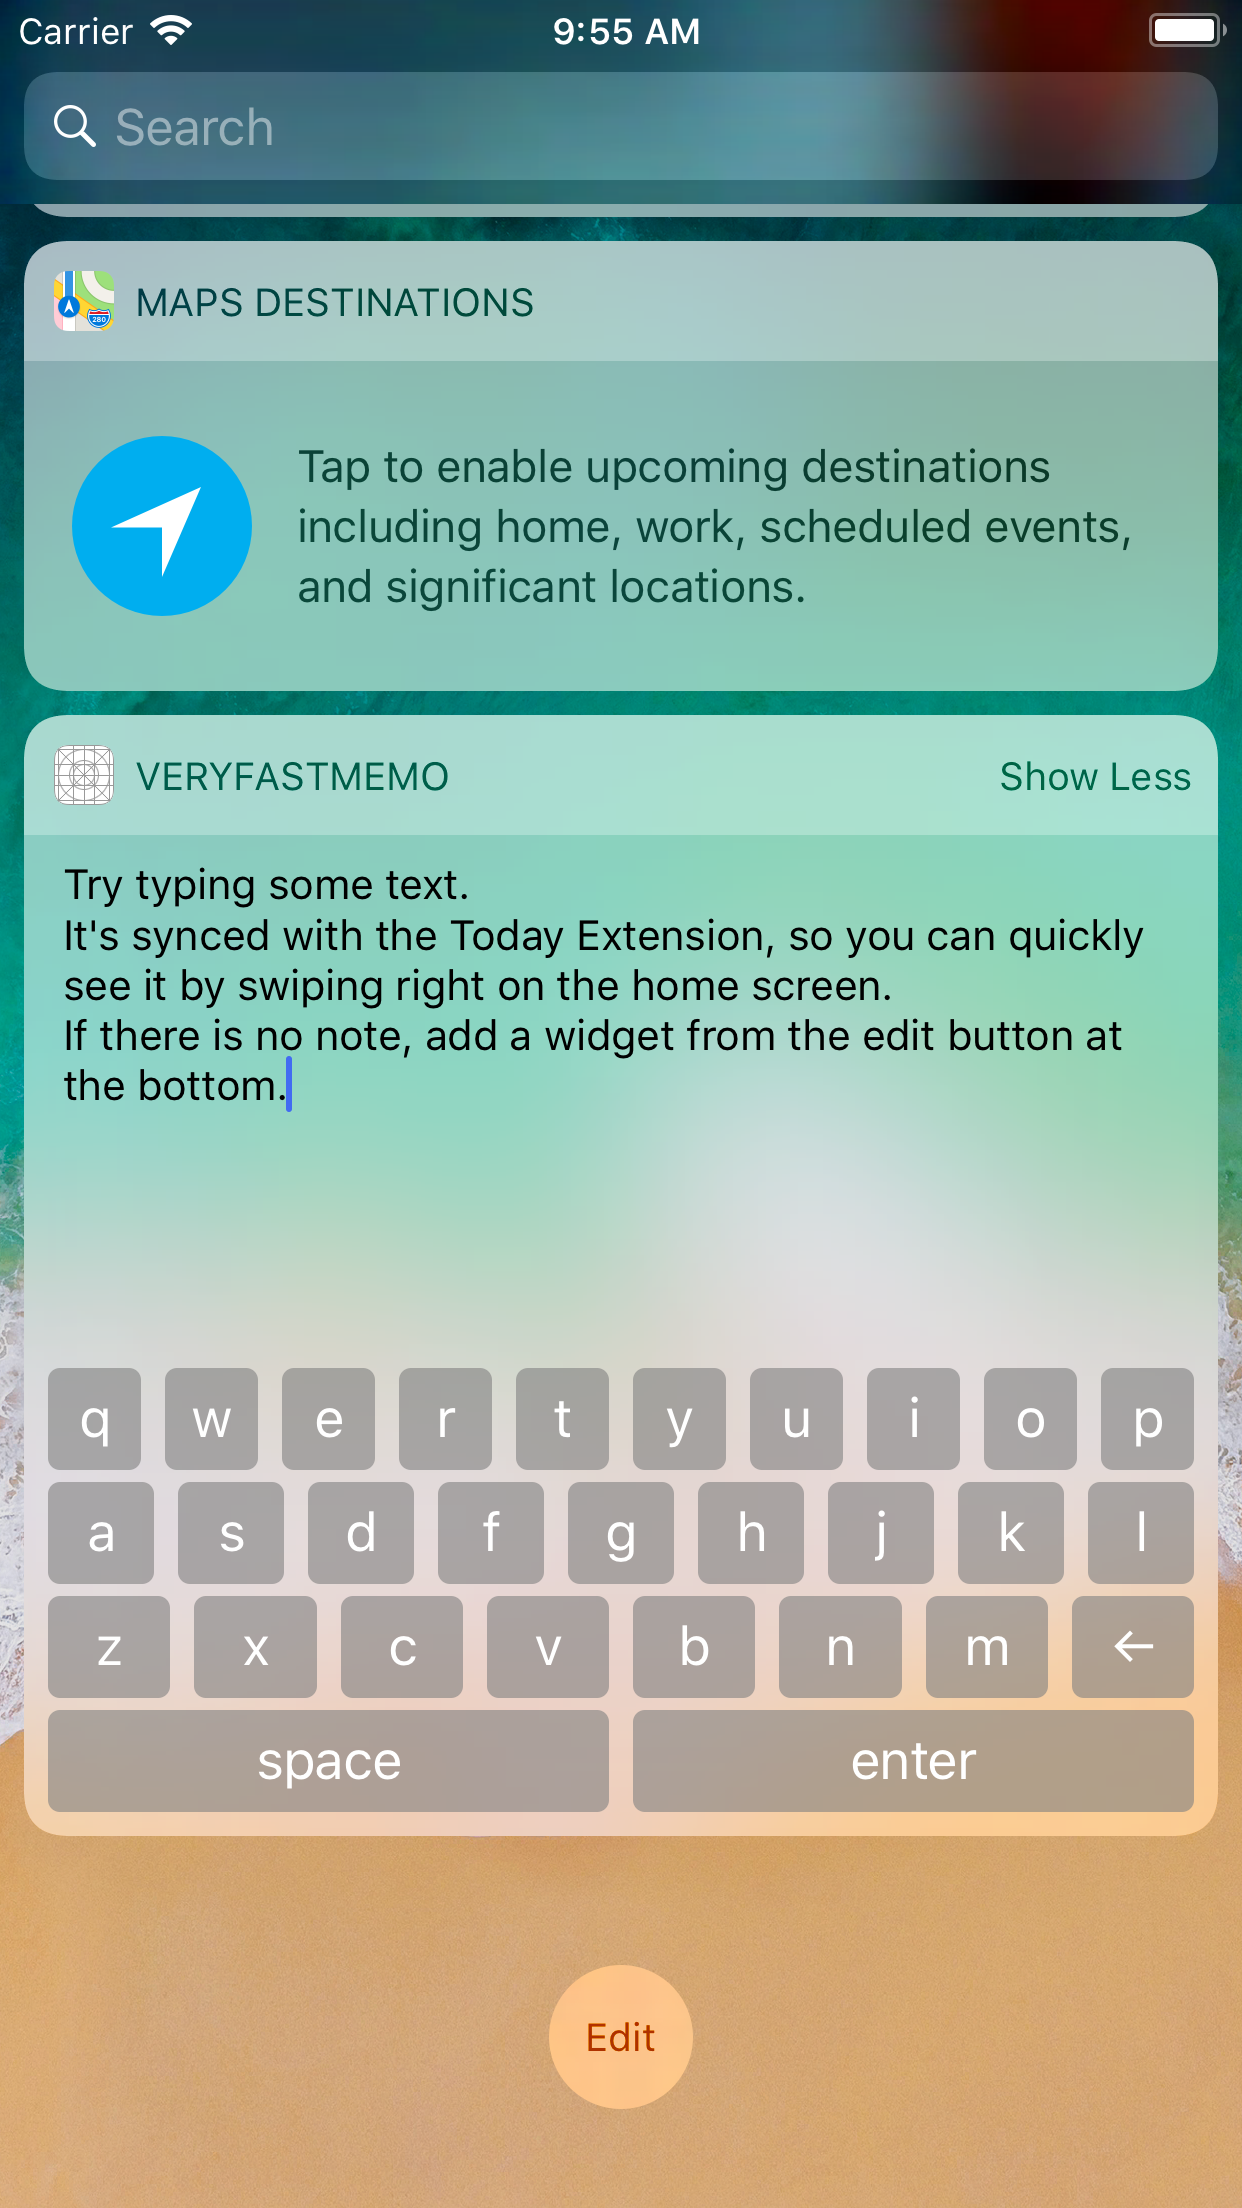 Carrier 9:55 AM
Search
MAPS DESTINATIONS
280
Tap to enable upcoming destinations
including home, work, scheduled events,
and significant locations.
VERYFASTMEMO Show Less
Try typing some text.
It's synced with the Today Extension, so you can quickly
see it by swiping right on the home screen.
If there is no note, add a widget from the edit button at
the bottom.
q w e r t y u i o p
a s d f g h j k l
z x c v b n m ←
space enter
Edit